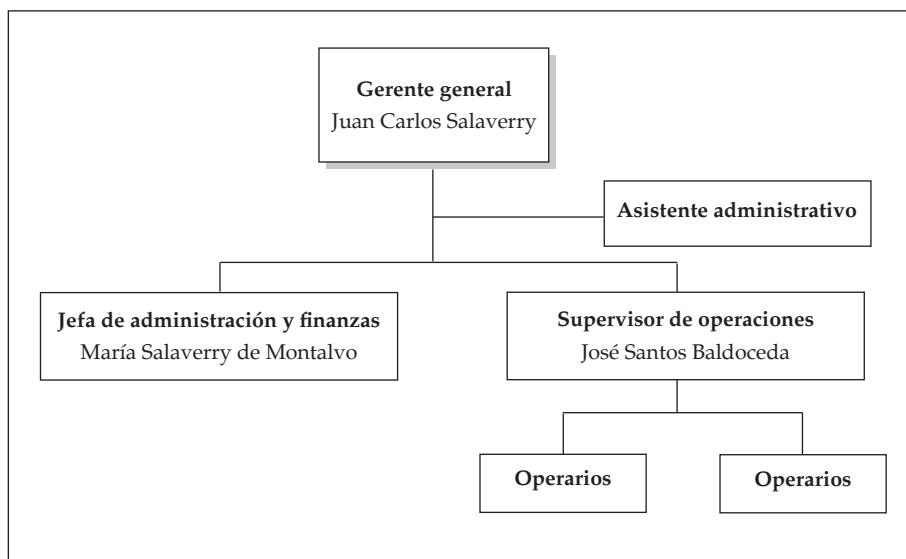 Gerente general
Juan Carlos Salaverry
Asistente administrativo
Jefa de administración y finanzas
María Salaverry de Montalvo
Supervisor de operaciones
José Santos Baldoceda
Operarios
Operarios